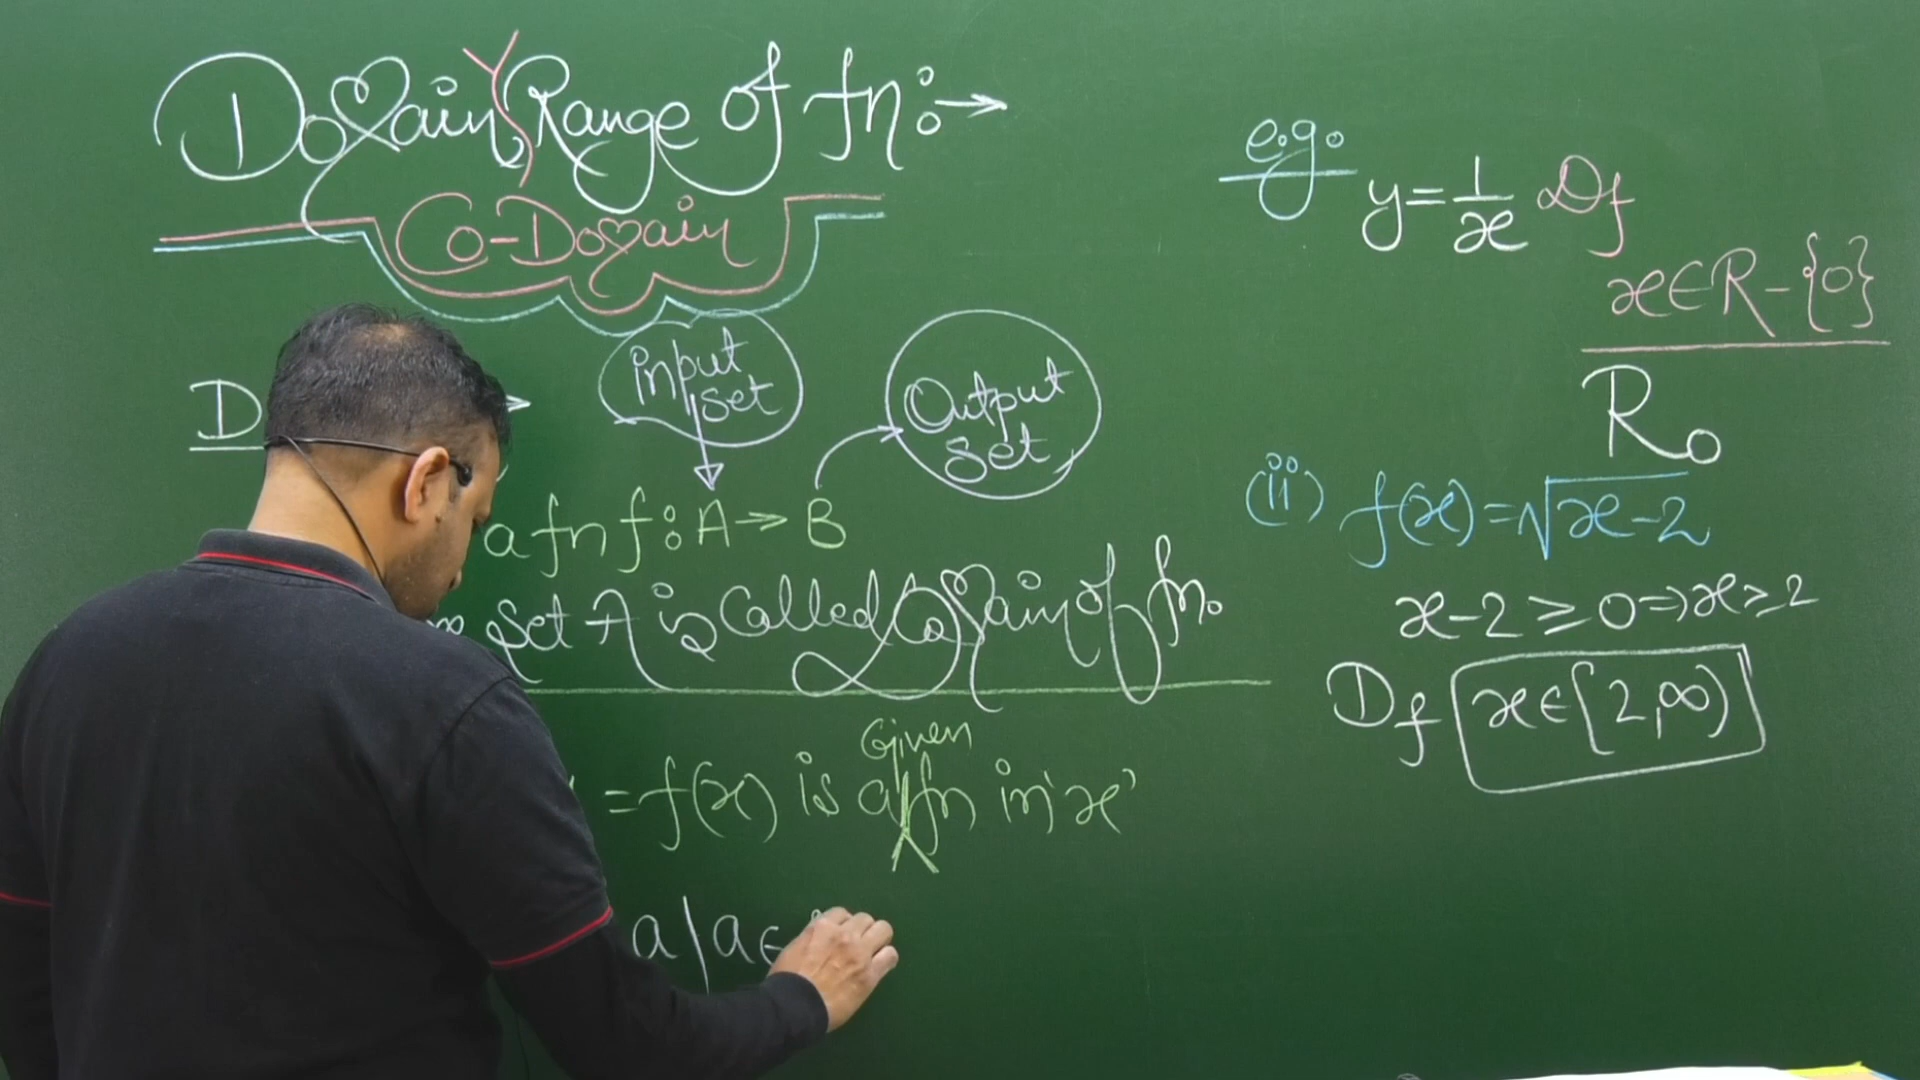 Domain, Range of fn :→
Co-Domain
input
set
Output
set
D
a fn f : A → B
set A is called Domain of fn.
Given
= f(x) is a fn in 'x'
a | a ∈
e.g.
y = 1/x Df
x ∈ R - {0}
R₀
(ii) f(x) = √x-2
x-2 ≥ 0 ⇒ x ≥ 2
Df x ∈ [2, ∞)